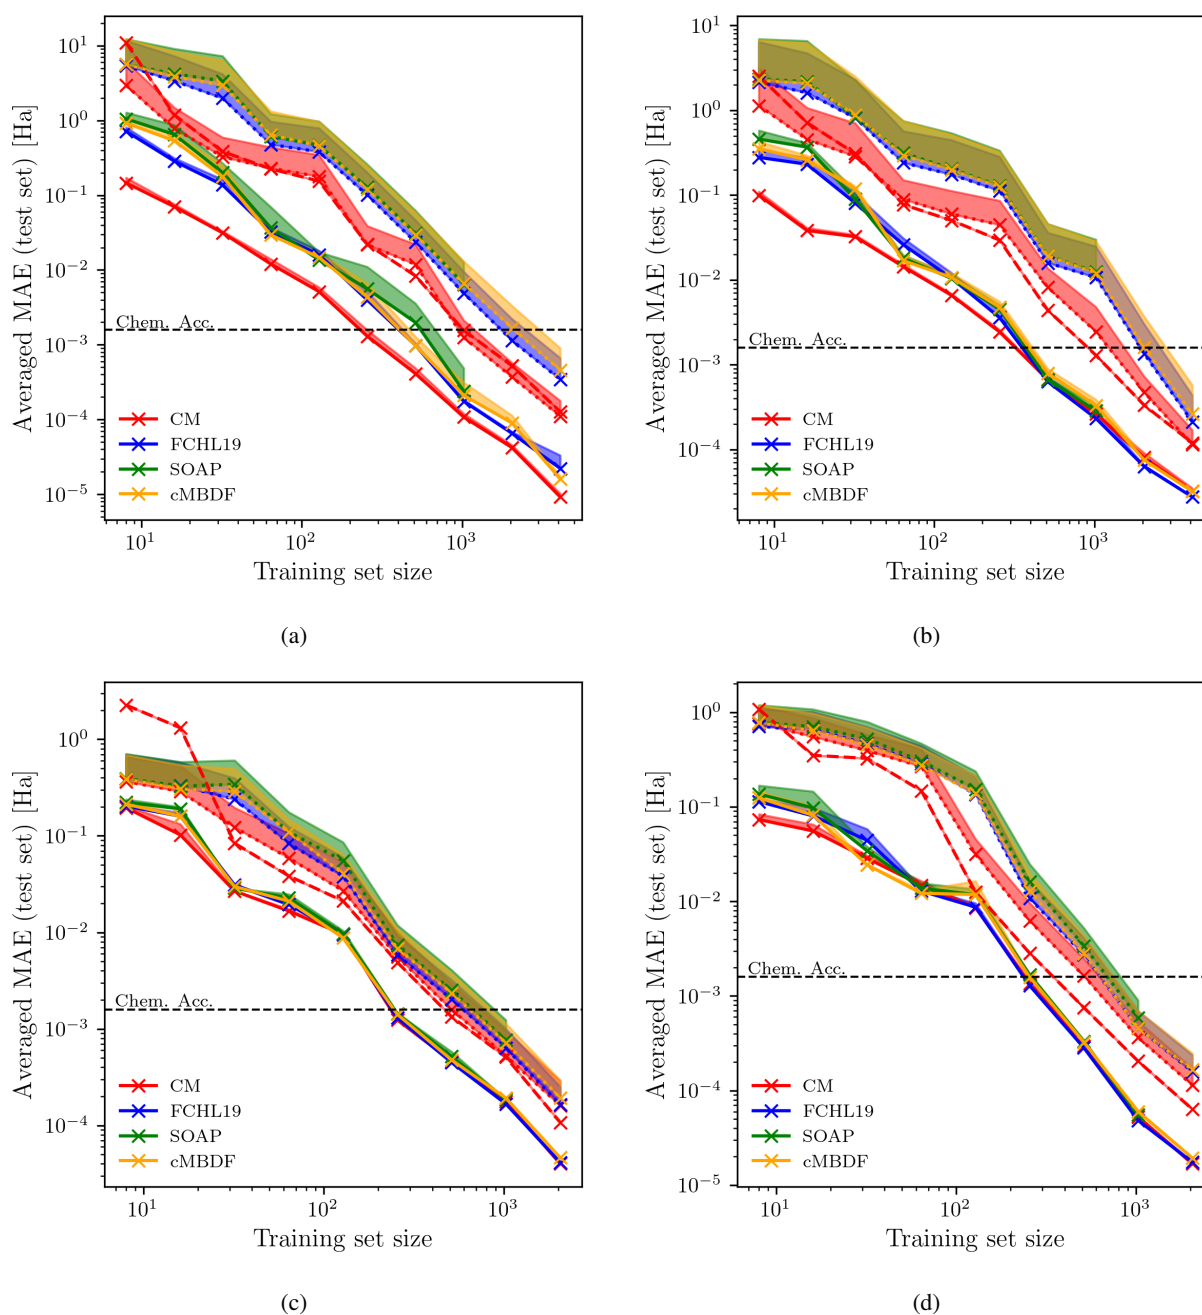 Averaged MAE (test set) [Ha]
10^1
10^0
10^-1
10^-2
10^-3
10^-4
10^-5
Chem. Acc.
CM
FCHL19
SOAP
cMBDF
10^1
10^2
10^3
Training set size
(a)
Averaged MAE (test set) [Ha]
10^1
10^0
10^-1
10^-2
10^-3
10^-4
Chem. Acc.
CM
FCHL19
SOAP
cMBDF
10^1
10^2
10^3
Training set size
(b)
Averaged MAE (test set) [Ha]
10^0
10^-1
10^-2
10^-3
10^-4
Chem. Acc.
CM
FCHL19
SOAP
cMBDF
10^1
10^2
10^3
Training set size
(c)
Averaged MAE (test set) [Ha]
10^0
10^-1
10^-2
10^-3
10^-4
10^-5
Chem. Acc.
CM
FCHL19
SOAP
cMBDF
10^1
10^2
10^3
Training set size
(d)